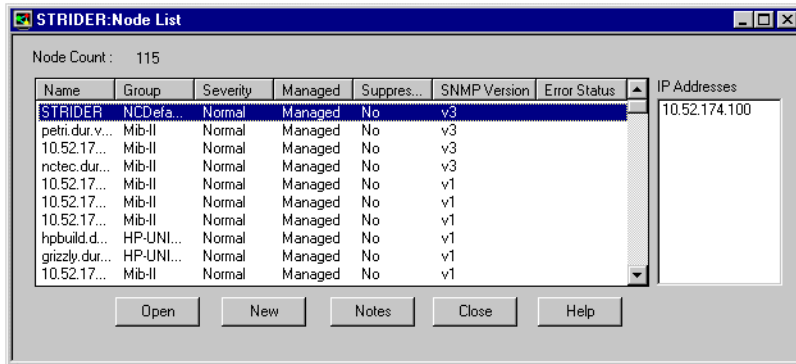 STRIDER:Node List
Node Count : 115
Name Group Severity Managed Suppres... SNMP Version Error Status IP Addresses
STRIDER NCDefa... Normal Managed No v3 10.52.174.100
petri.dur.v... Mib-II Normal Managed No v3
10.52.17... Mib-II Normal Managed No v3
nctec.dur... Mib-II Normal Managed No v3
10.52.17... Mib-II Normal Managed No v1
10.52.17... Mib-II Normal Managed No v1
10.52.17... Mib-II Normal Managed No v1
hpbuild.d... HP-UNI... Normal Managed No v1
grizzly.dur... HP-UNI... Normal Managed No v1
10.52.17... Mib-II Normal Managed No v1
Open New Notes Close Help